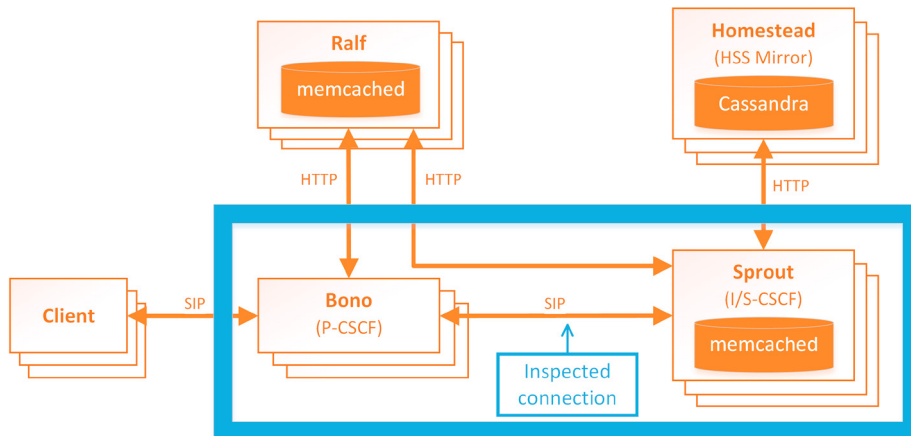 Ralf
memcached
Homestead
(HSS Mirror)
Cassandra
HTTP
HTTP
HTTP
Client
SIP
Bono
(P-CSCF)
SIP
Sprout
(I/S-CSCF)
memcached
Inspected
connection